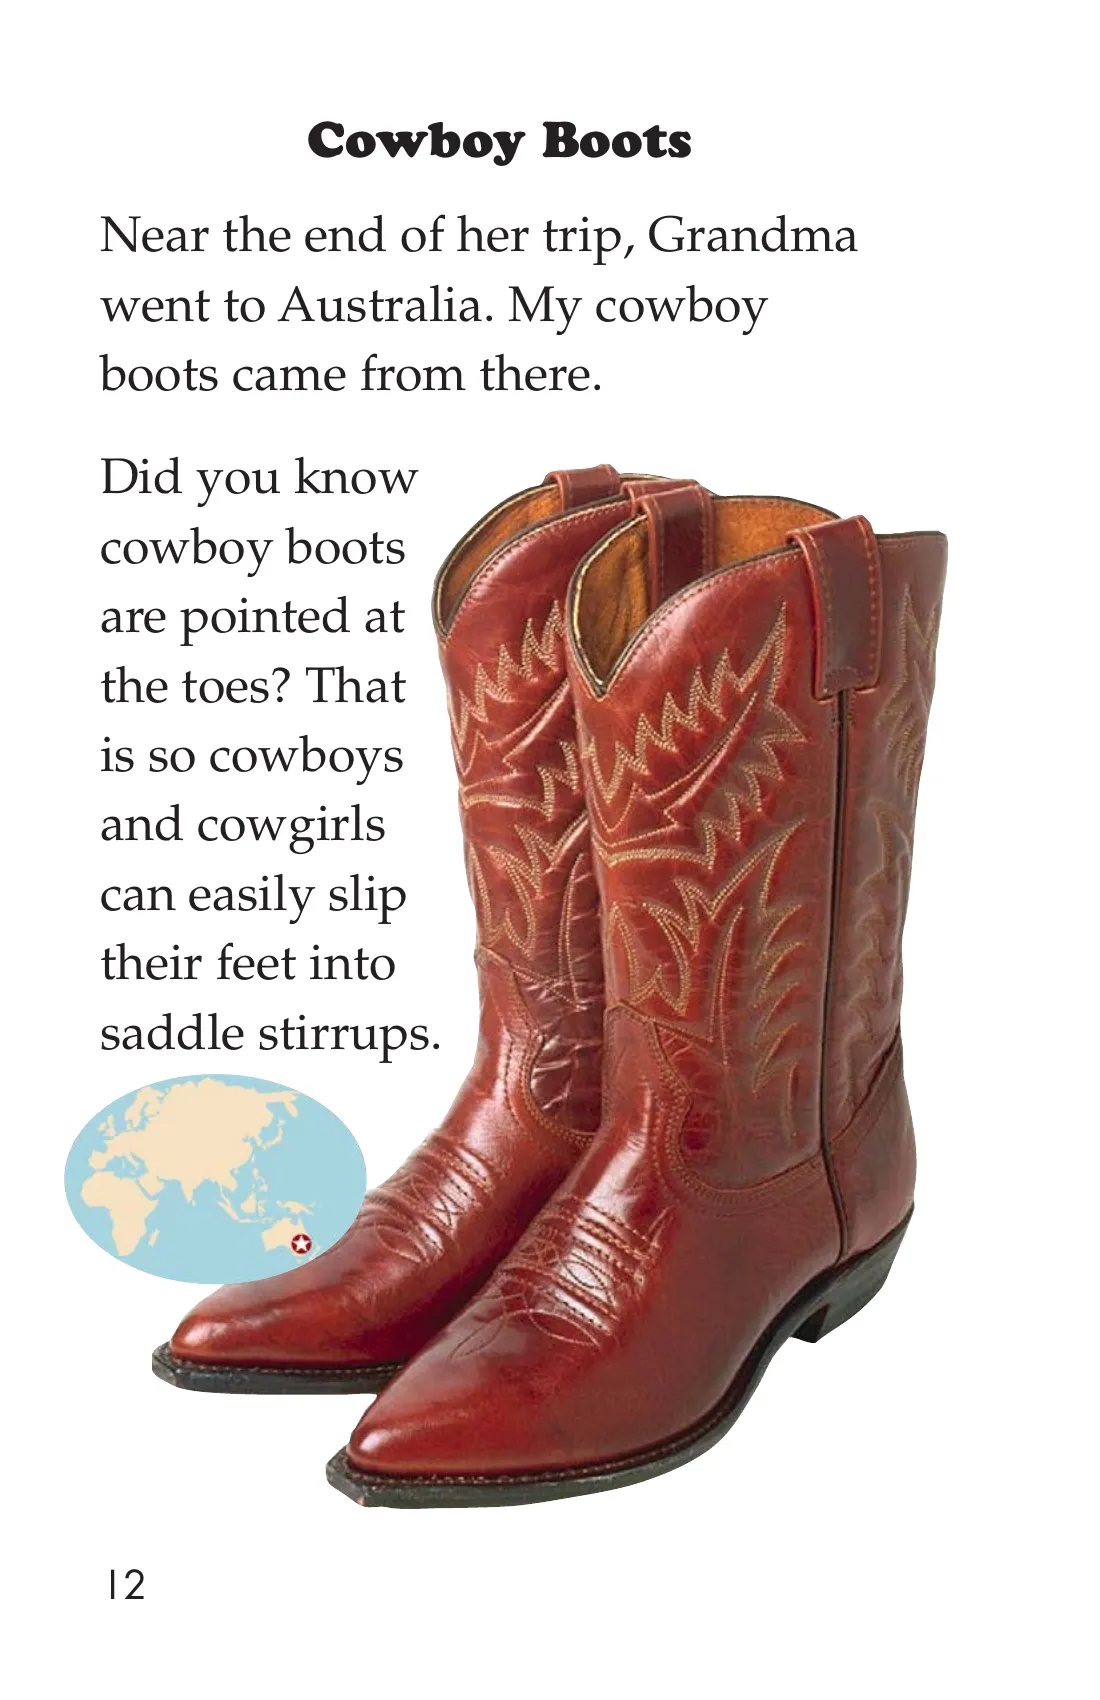 Cowboy Boots
Near the end of her trip, Grandma
went to Australia. My cowboy
boots came from there.
Did you know
cowboy boots
are pointed at
the toes? That
is so cowboys
and cowgirls
can easily slip
their feet into
saddle stirrups.
12